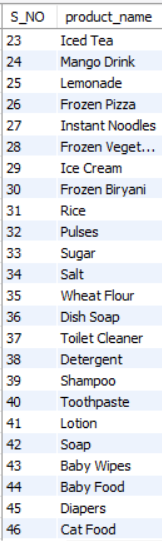 S_NO product_name
23 Iced Tea
24 Mango Drink
25 Lemonade
26 Frozen Pizza
27 Instant Noodles
28 Frozen Veget...
29 Ice Cream
30 Frozen Biryani
31 Rice
32 Pulses
33 Sugar
34 Salt
35 Wheat Flour
36 Dish Soap
37 Toilet Cleaner
38 Detergent
39 Shampoo
40 Toothpaste
41 Lotion
42 Soap
43 Baby Wipes
44 Baby Food
45 Diapers
46 Cat Food